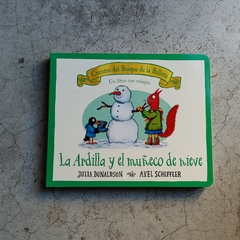 Cuentos del Bosque de la Bellota
Un libro con solapas
La Ardilla y el muñeco de nieve
JULIA DONALDSON AXEL SCHEFFLER